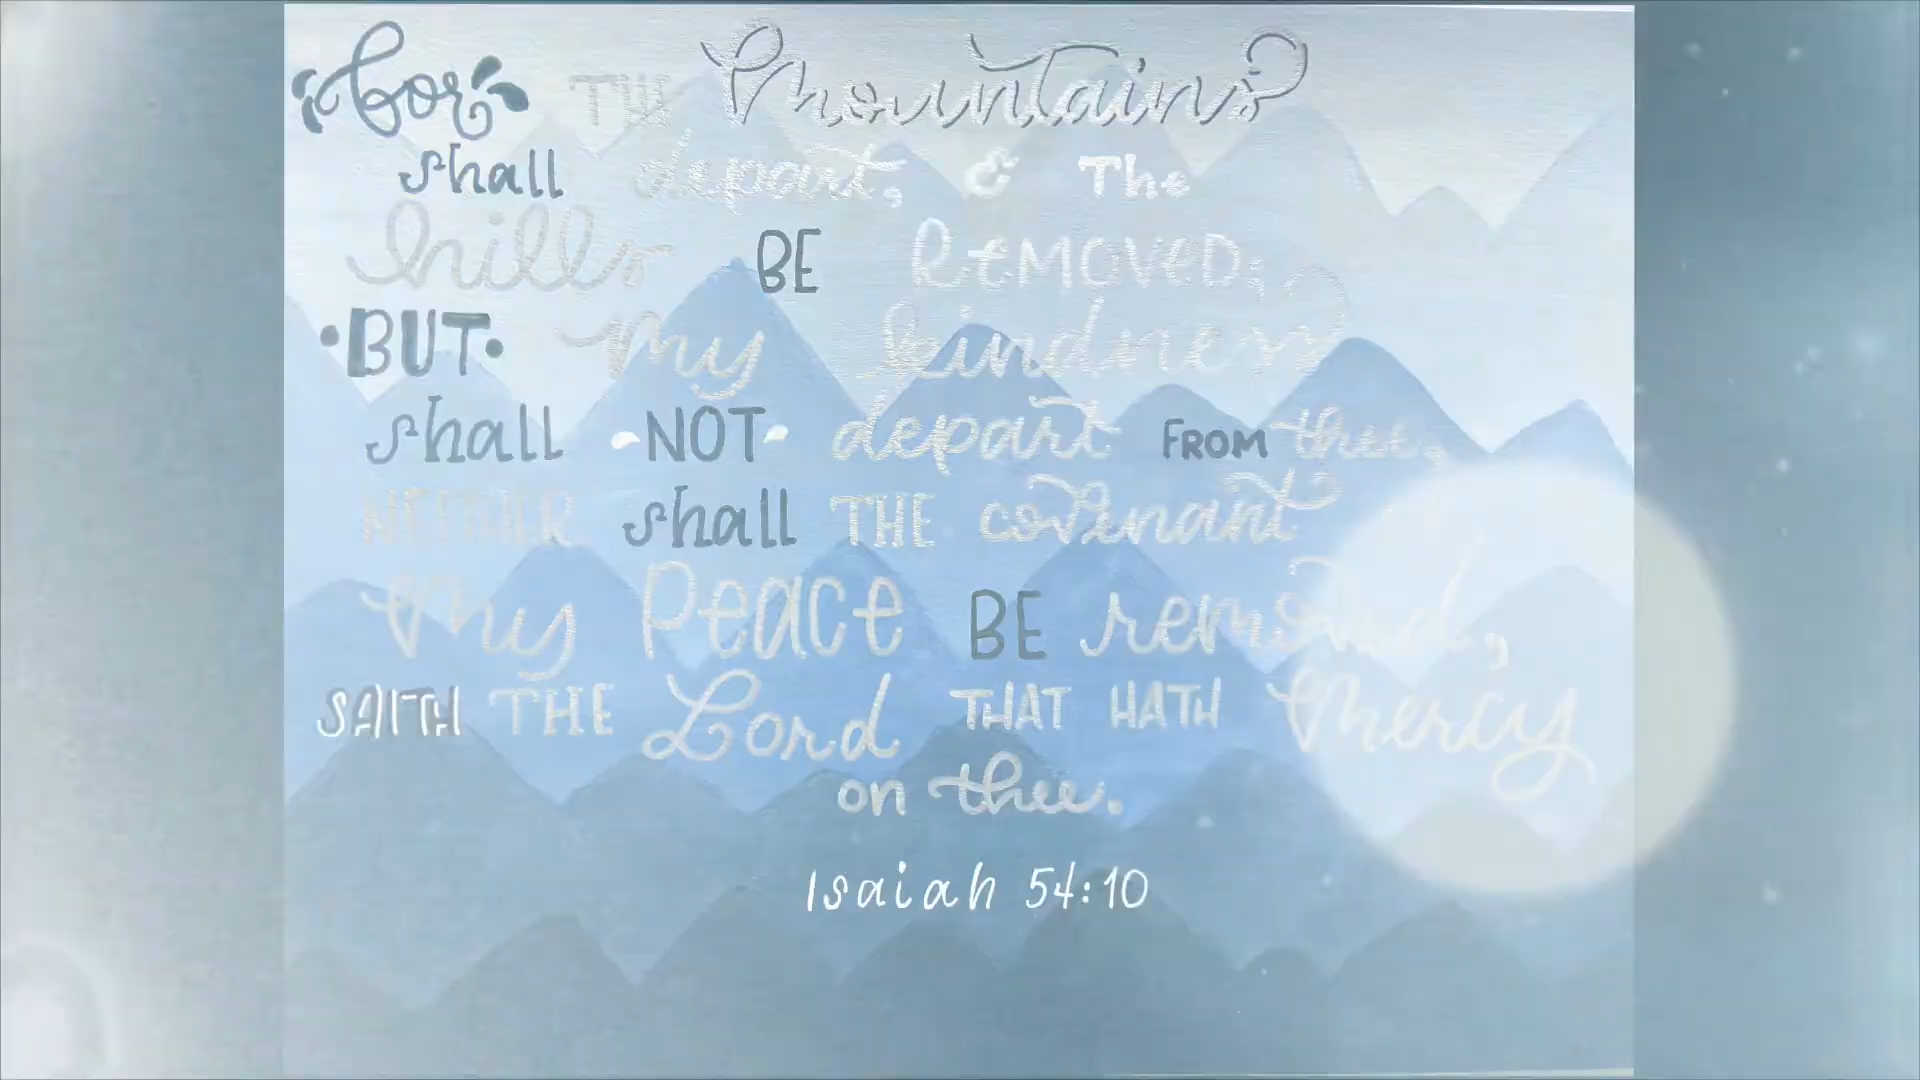 for The Mountains
shall depart, & The
hills BE ReMOVeD;
•BUT• my kindness
shall NOT depart FROM thee,
NEITHER shall THE covenant
my Peace BE removed,
SAITH THE Lord THAT HATH Mercy
on thee.
Isaiah 54:10